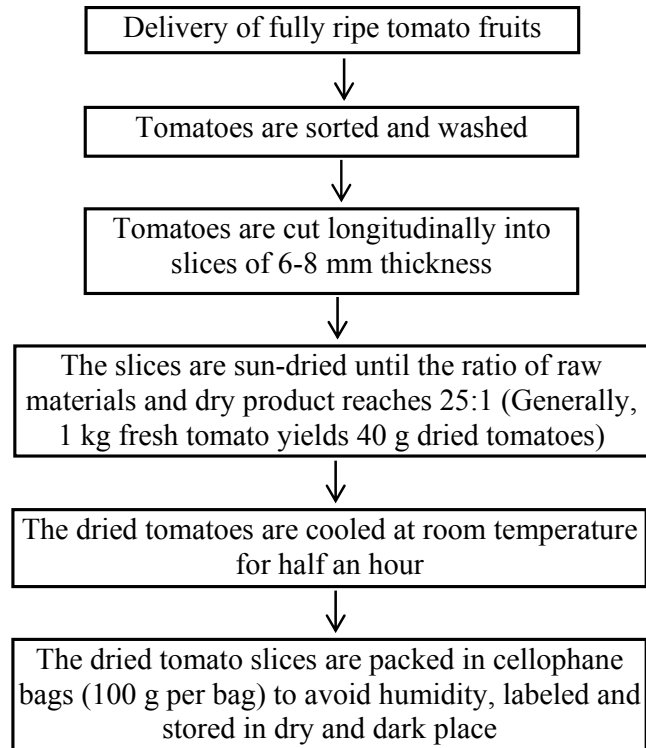 Delivery of fully ripe tomato fruits
Tomatoes are sorted and washed
Tomatoes are cut longitudinally into
slices of 6-8 mm thickness
The slices are sun-dried until the ratio of raw
materials and dry product reaches 25:1 (Generally,
1 kg fresh tomato yields 40 g dried tomatoes)
The dried tomatoes are cooled at room temperature
for half an hour
The dried tomato slices are packed in cellophane
bags (100 g per bag) to avoid humidity, labeled and
stored in dry and dark place